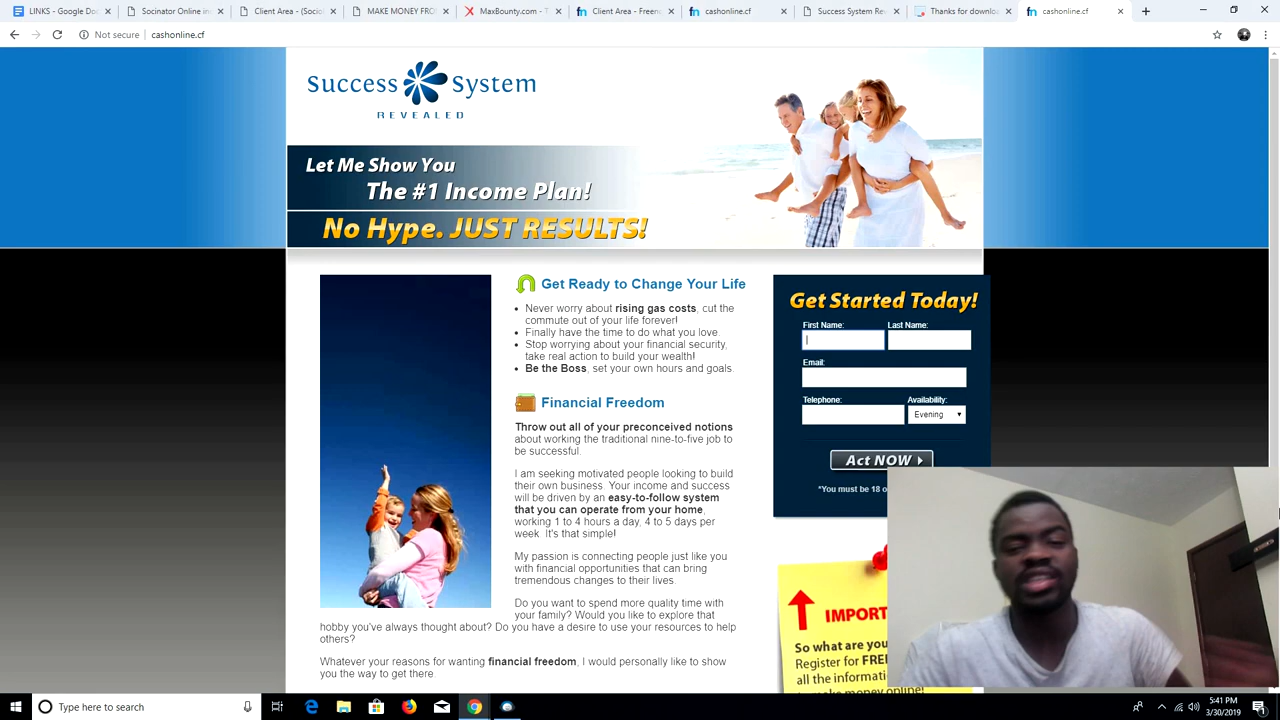 LINKS - Google Docs
Socinator Online in
Client Area - (Soci
MAKE MONEY FRO
MaxBounty.com - T
Client Area - Freed
cashonline.cf
Success System Rev
Thanks for downlo
cashonline.cf
Not secure
cashonline.cf
Success System
REVEALED
Let Me Show You
The #1 Income Plan!
No Hype. JUST RESULTS!
Get Ready to Change Your Life
• Never worry about rising gas costs, cut the
commute out of your life forever!
• Finally have the time to do what you love.
• Stop worrying about your financial security,
take real action to build your wealth!
• Be the Boss, set your own hours and goals.
Financial Freedom
Throw out all of your preconceived notions
about working the traditional nine-to-five job to
be successful.
I am seeking motivated people looking to build
their own business. Your income and success
will be driven by an easy-to-follow system
that you can operate from your home,
working 1 to 4 hours a day, 4 to 5 days per
week. It's that simple!
My passion is connecting people just like you
with financial opportunities that can bring
tremendous changes to their lives.
Do you want to spend more quality time with
your family? Would you like to explore that
hobby you've always thought about? Do you have a desire to use your resources to help
others?
Whatever your reasons for wanting financial freedom, I would personally like to show
you the way to get there.
Get Started Today!
First Name:
Last Name:
Email:
Telephone:
Availability:
Evening
Act NOW
*You must be 18 o
IMPORT
So what are you
Register for FREE
all the informati
to make money online!
Type here to search
5:41 PM
3/30/2019